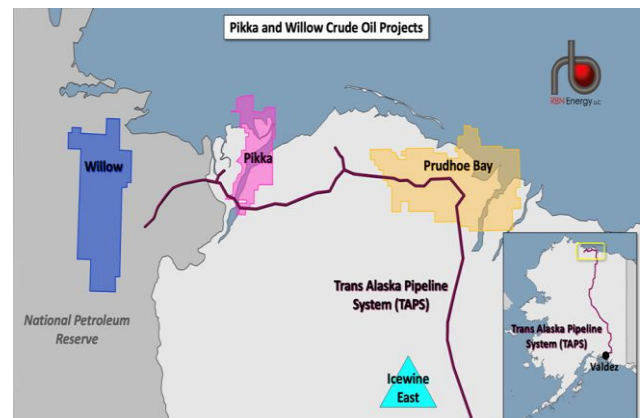 Pikka and Willow Crude Oil Projects
RBN Energy LLC
Willow
Pikka
Prudhoe Bay
Trans Alaska Pipeline
System (TAPS)
National Petroleum
Reserve
Icewine
East
Trans Alaska Pipeline
System (TAPS)
Valdez